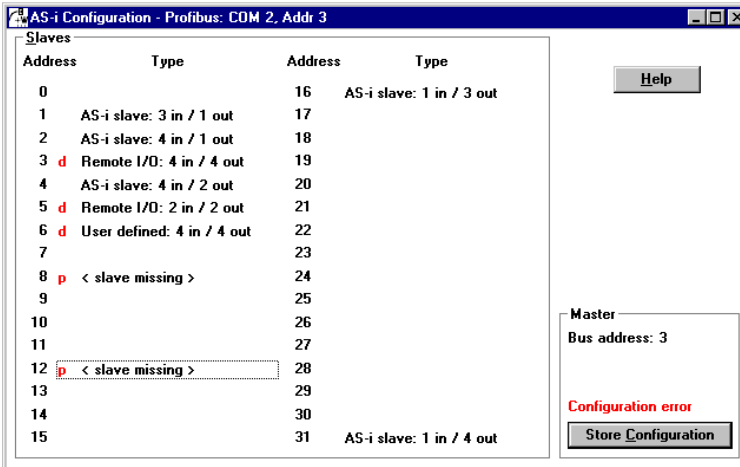 AS-i Configuration - Profibus: COM 2, Addr 3
Slaves
Address Type Address Type
0 16 AS-i slave: 1 in / 3 out
1 AS-i slave: 3 in / 1 out 17
2 AS-i slave: 4 in / 1 out 18
3 d Remote I/O: 4 in / 4 out 19
4 AS-i slave: 4 in / 2 out 20
5 d Remote I/O: 2 in / 2 out 21
6 d User defined: 4 in / 4 out 22
7 23
8 p < slave missing > 24
9 25
10 26
11 27
12 p < slave missing > 28
13 29
14 30
15 31 AS-i slave: 1 in / 4 out
Help
Master
Bus address: 3
Configuration error
Store Configuration